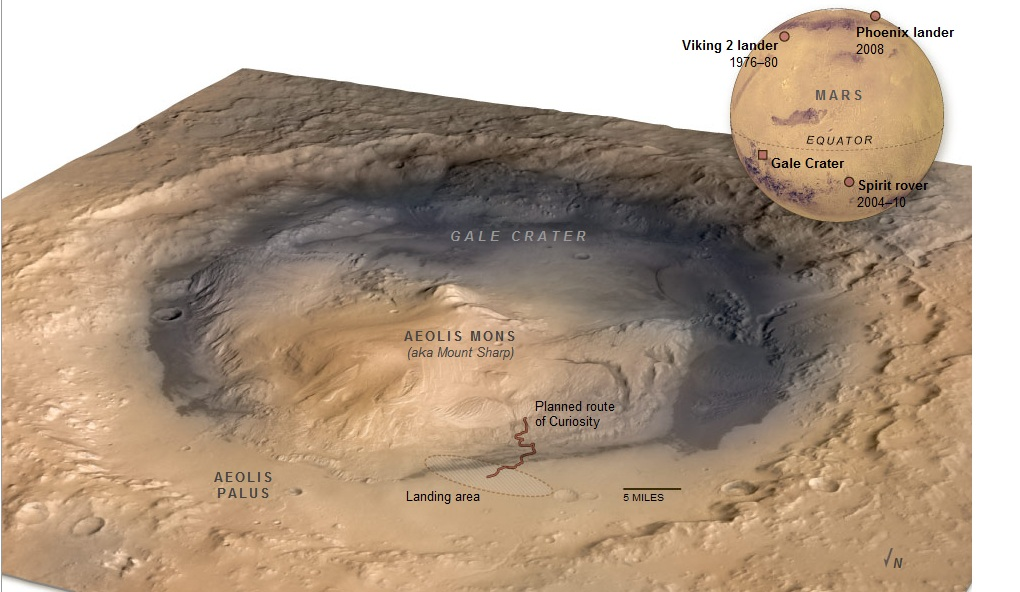 Phoenix lander
2008
Viking 2 lander
1976–80
MARS
EQUATOR
Gale Crater
Spirit rover
2004–10
GALE CRATER
AEOLIS MONS
(aka Mount Sharp)
Planned route
of Curiosity
AEOLIS
PALUS
Landing area
5 MILES
N